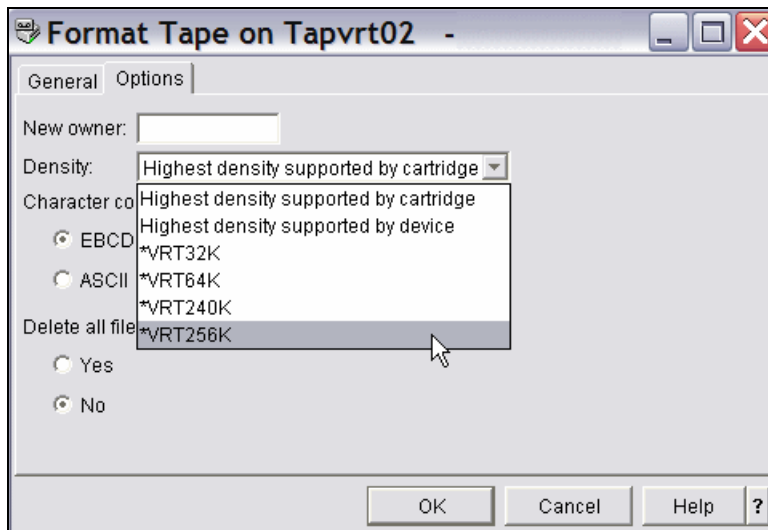 Format Tape on Tapvrt02 -
General Options
New owner:
Density: Highest density supported by cartridge
Highest density supported by cartridge
Character co
Highest density supported by device
EBCD
*VRT32K
ASCII
*VRT64K
*VRT240K
Delete all file
*VRT256K
Yes
No
OK Cancel Help ?